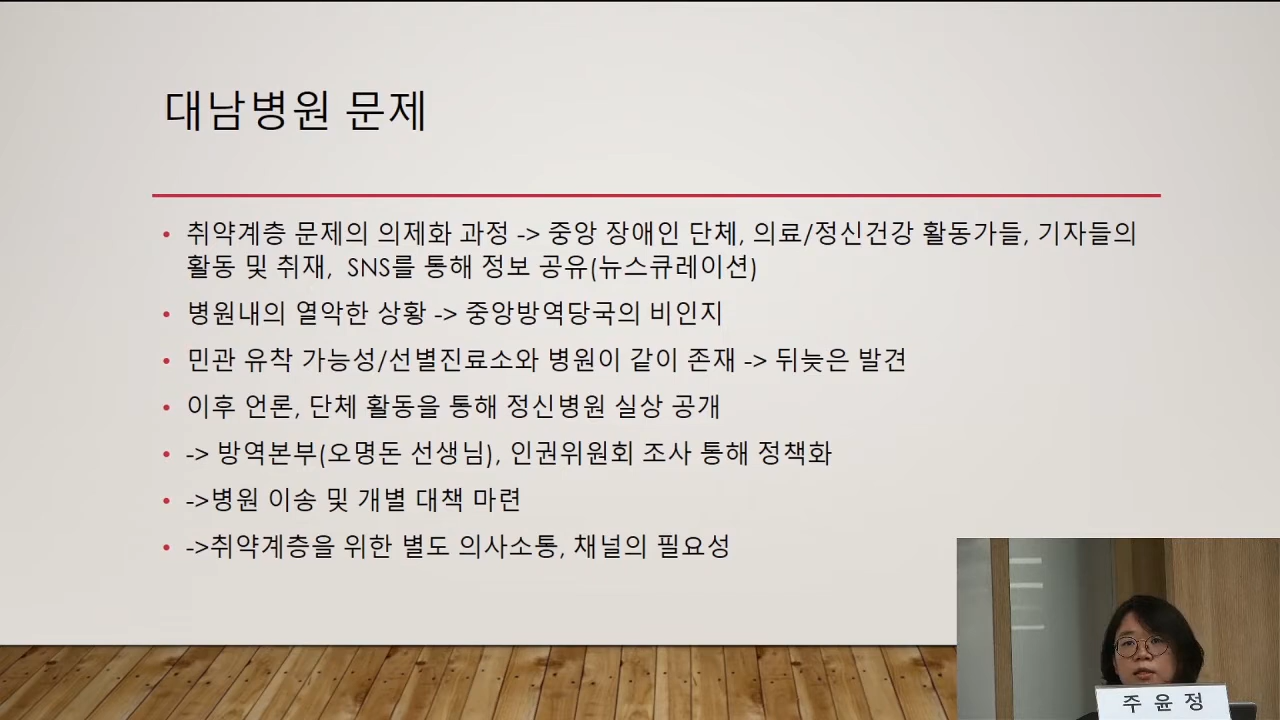 대남병원 문제
• 취약계층 문제의 의제화 과정 -> 중앙 장애인 단체, 의료/정신건강 활동가들, 기자들의
활동 및 취재, SNS를 통해 정보 공유(뉴스큐레이션)
• 병원내의 열악한 상황 -> 중앙방역당국의 비인지
• 민관 유착 가능성/선별진료소와 병원이 같이 존재 -> 뒤늦은 발견
• 이후 언론, 단체 활동을 통해 정신병원 실상 공개
• -> 방역본부(오명돈 선생님), 인권위원회 조사 통해 정책화
• ->병원 이송 및 개별 대책 마련
• ->취약계층을 위한 별도 의사소통, 채널의 필요성
주 윤 정